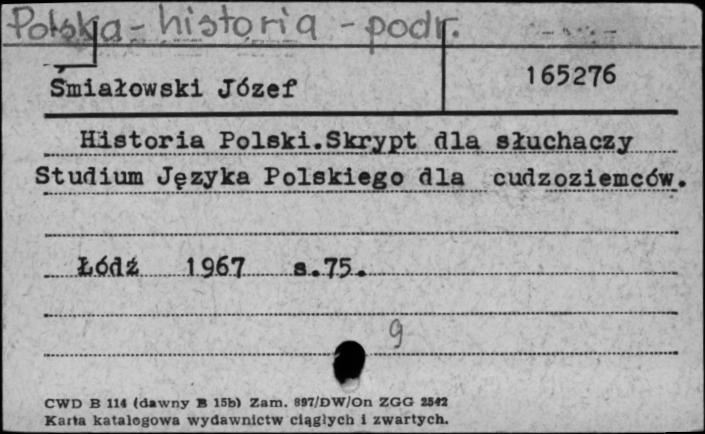 Polska - historia - podr.
165276
Śmiałowski Józef
Historia Polski.Skrypt dla słuchaczy
Studium Języka Polskiego dla cudzoziemców.
Łódź 1967 s.75.
9
CWD B 114 (dawny B 15b) Zam. 897/DW/On ZGG 2542
Karta katalogowa wydawnictw ciągłych i zwartych.